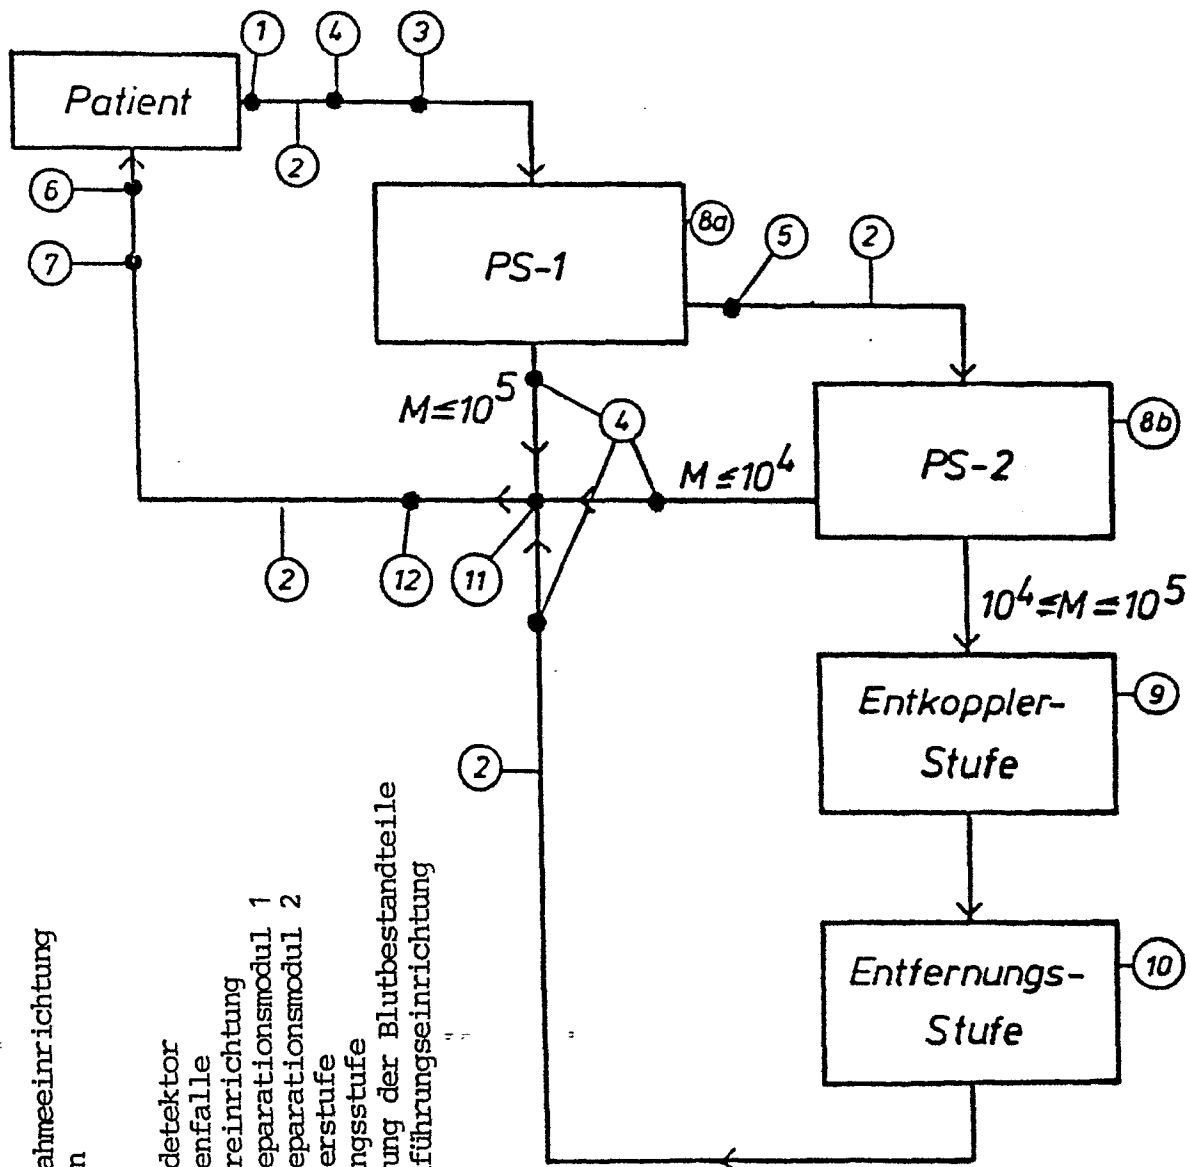 1
4
3
Patient
2
6
7
PS-1
8a
5
2
M≤10⁵
4
M≤10⁴
PS-2
8b
2
12
11
10⁴≤M≤10⁵
Entkoppler-
Stufe
9
2
Entfernungs-
Stufe
10
ahmeeinrichtung
n
detektor
enfalle
reinrichtung
eparationsmodul 1
eparationsmodul 2
erstufe
ngsstufe
ung der Blutbestandteile
führungseinrichtung